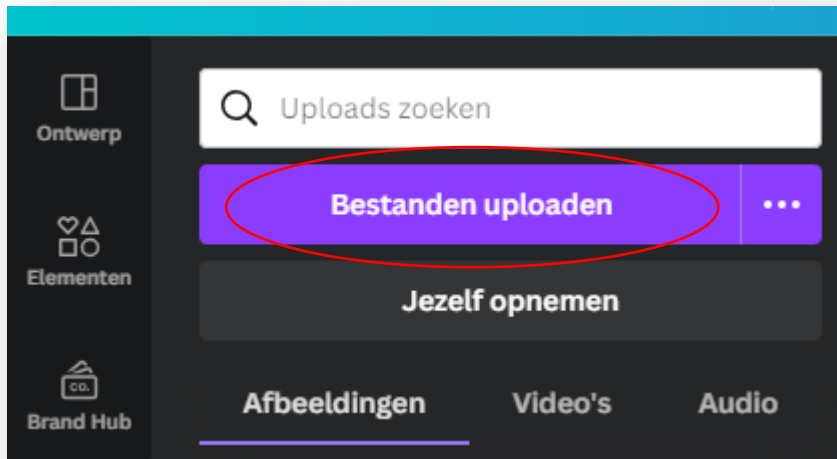 Ontwerp
Elementen
co.
Brand Hub
Uploads zoeken
Bestanden uploaden
Jezelf opnemen
Afbeeldingen Video's Audio